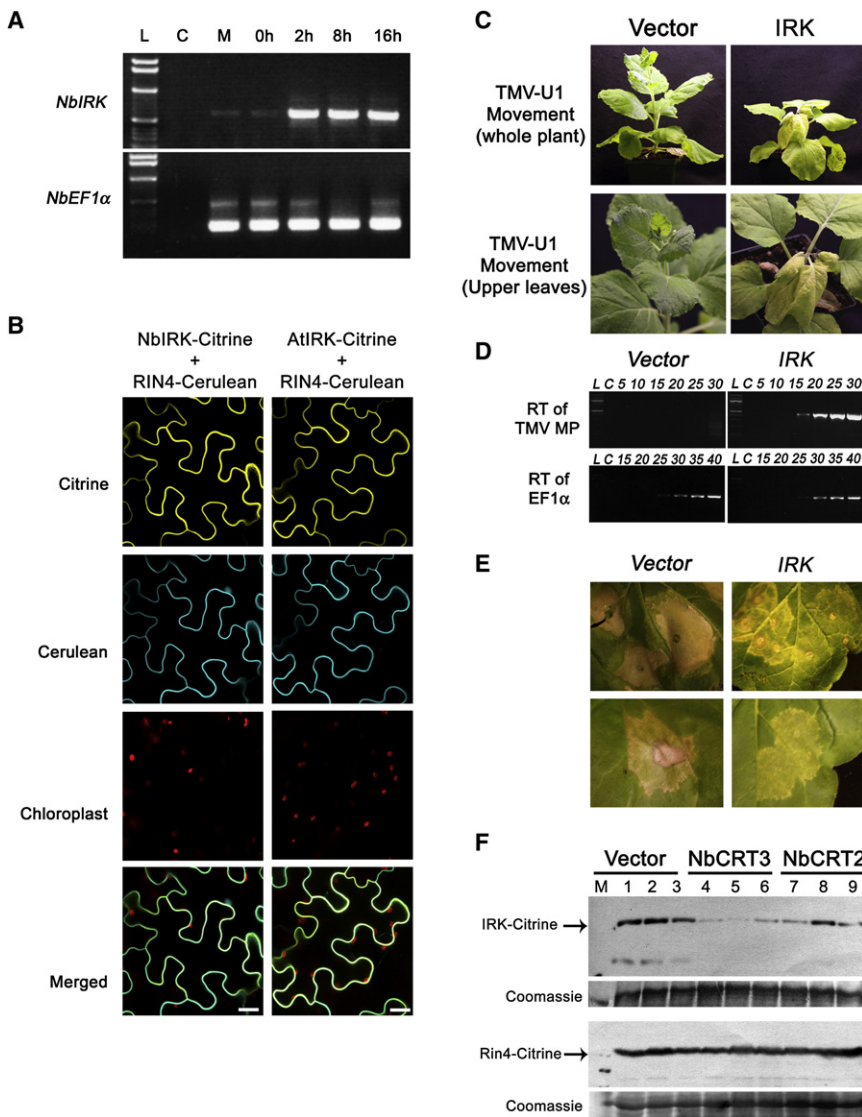 A
L C M 0h 2h 8h 16h
NbIRK
NbEF1α
B
NbIRK-Citrine
+
RIN4-Cerulean
AtIRK-Citrine
+
RIN4-Cerulean
Citrine
Cerulean
Chloroplast
Merged
C
Vector IRK
TMV-U1
Movement
(whole plant)
TMV-U1
Movement
(Upper leaves)
D
Vector IRK
L C 5 10 15 20 25 30 L C 5 10 15 20 25 30
RT of
TMV MP
L C 15 20 25 30 35 40 L C 15 20 25 30 35 40
RT of
EF1α
E
Vector IRK
F
Vector NbCRT3 NbCRT2
M 1 2 3 4 5 6 7 8 9
IRK-Citrine
Coomassie
Rin4-Citrine
Coomassie